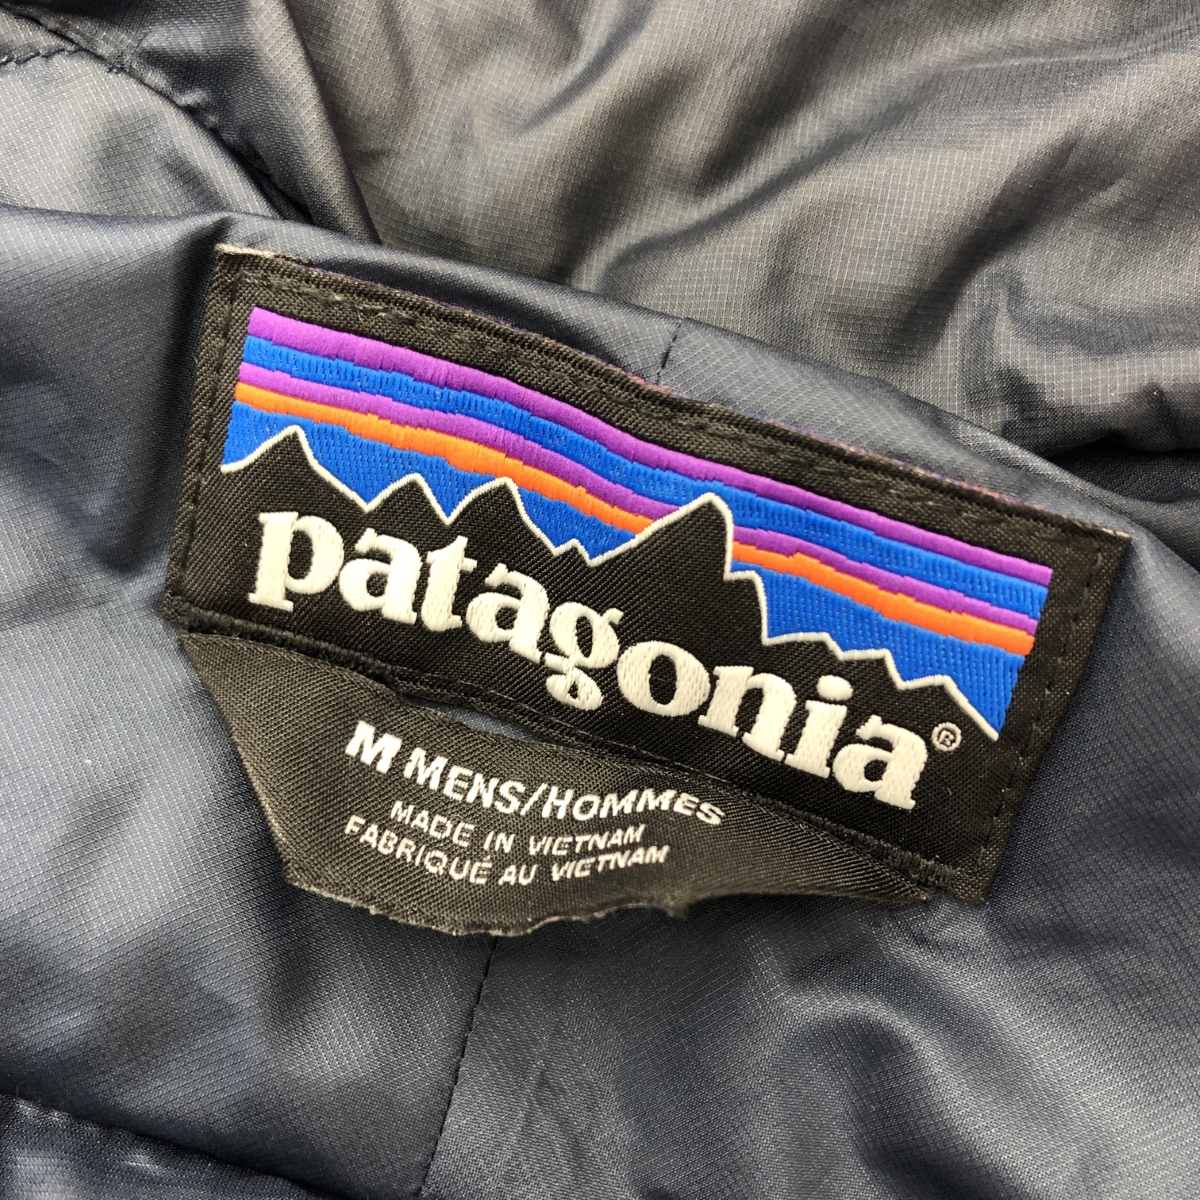 patagonia®
M MENS/HOMMES
MADE IN VIETNAM
FABRIQUÉ AU VIETNAM